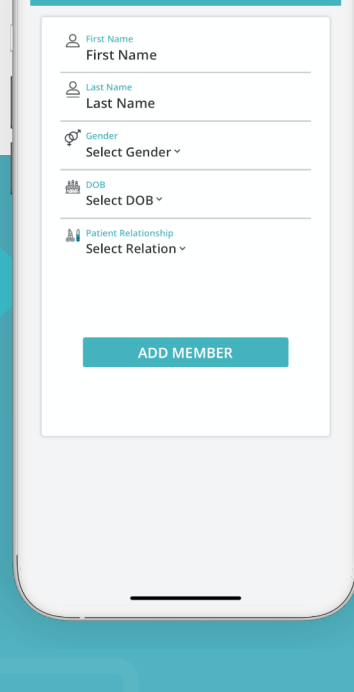 First Name
First Name
Last Name
Last Name
Gender
Select Gender
DOB
Select DOB
Patient Relationship
Select Relation
ADD MEMBER